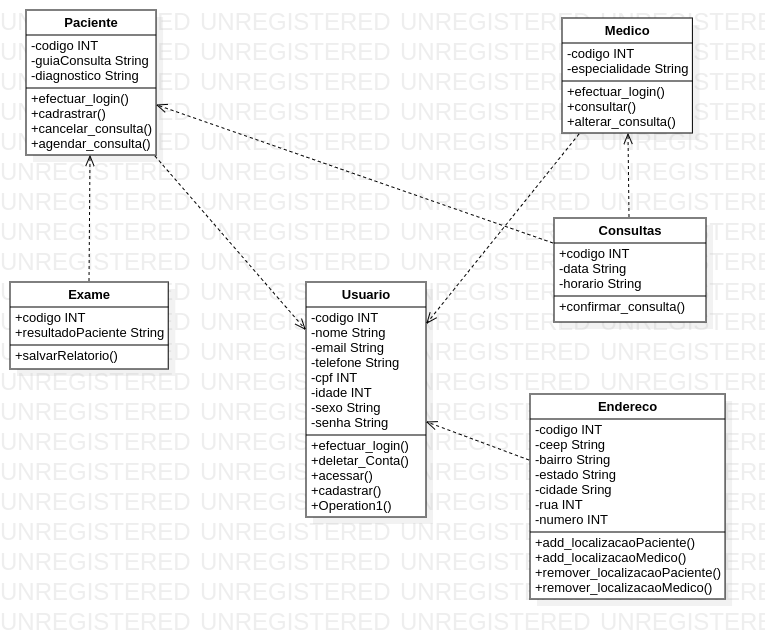 Paciente
-codigo INT
-guiaConsulta String
-diagnostico String
+efectuar_login()
+cadrastrar()
+cancelar_consulta()
+agendar_consulta()
Medico
-codigo INT
-especialidade String
+efectuar_login()
+consultar()
+alterar_consulta()
Consultas
+codigo INT
-data String
-horario String
+confirmar_consulta()
Exame
+codigo INT
+resultadoPaciente String
+salvarRelatorio()
Usuario
-codigo INT
-nome String
-email String
-telefone String
-cpf INT
-idade INT
-sexo String
-senha String
+efectuar_login()
+deletar_Conta()
+acessar()
+cadastrar()
+Operation1()
Endereco
-codigo INT
-ceep String
-bairro String
-estado String
-cidade Sring
-rua INT
-numero INT
+add_localizacaoPaciente()
+add_localizacaoMedico()
+remover_localizacaoPaciente()
+remover_localizacaoMedico()
UNREGISTERED UNREGISTERED UNREGISTERED UNREGISTERED